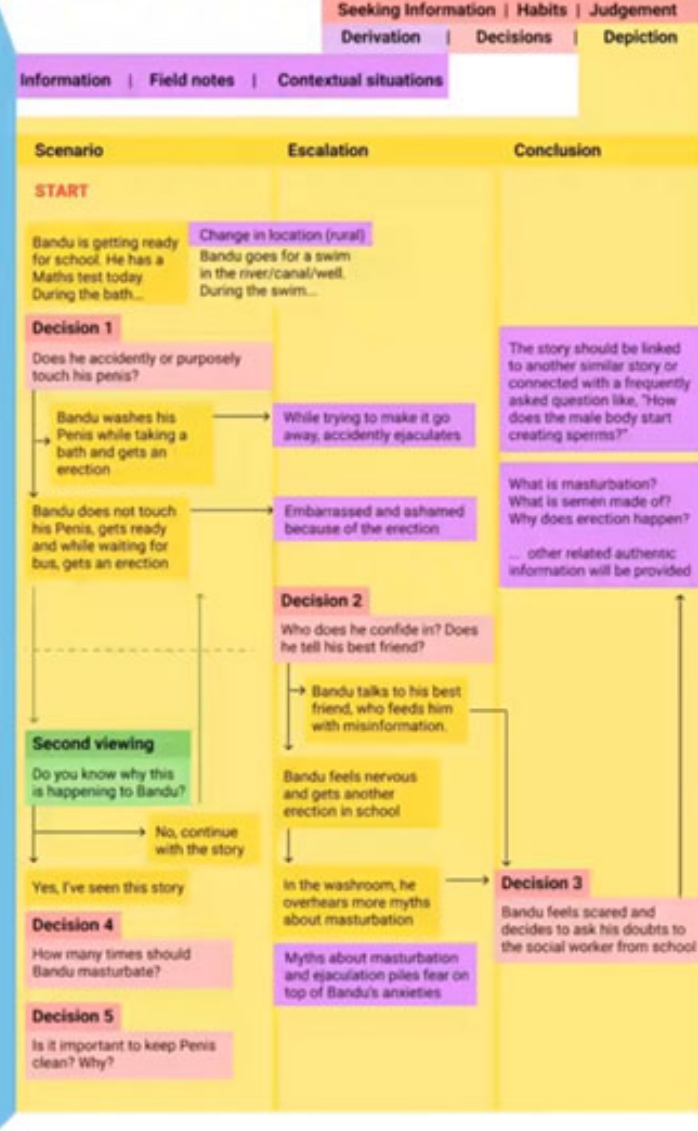 Seeking Information | Habits | Judgement
Derivation | Decisions | Depiction
Information | Field notes | Contextual situations
Scenario
Escalation
Conclusion
START
Bandu is getting ready
for school. He has a
Maths test today.
During the bath...
Change in location (rural)
Bandu goes for a swim
in the river/canal/well.
During the swim...
Decision 1
Does he accidently or purposely
touch his penis?
Bandu washes his
Penis while taking a
bath and gets an
erection
While trying to make it go
away, accidently ejaculates
The story should be linked
to another similar story or
connected with a frequently
asked question like, "How
does the male body start
creating sperms?"
Bandu does not touch
his Penis, gets ready
and while waiting for
bus, gets an erection
Embarrassed and ashamed
because of the erection
What is masturbation?
What is semen made of?
Why does erection happen?
... other related authentic
information will be provided
Decision 2
Who does he confide in? Does
he tell his best friend?
Bandu talks to his best
friend, who feeds him
with misinformation.
Second viewing
Do you know why this
is happening to Bandu?
Bandu feels nervous
and gets another
erection in school
No, continue
with the story
Yes, I've seen this story
In the washroom, he
overhears more myths
about masturbation
Decision 3
Bandu feels scared and
decides to ask his doubts to
the social worker from school
Decision 4
How many times should
Bandu masturbate?
Myths about masturbation
and ejaculation piles fear on
top of Bandu's anxieties
Decision 5
Is it important to keep Penis
clean? Why?